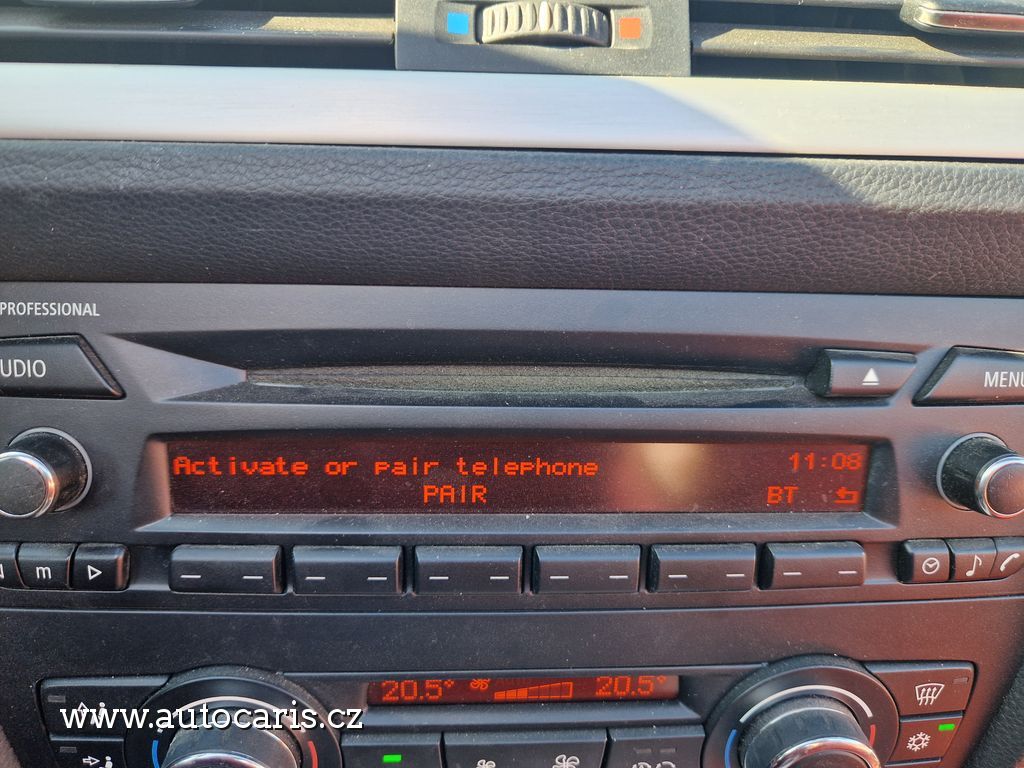 PROFESSIONAL
UDIO
MENU
Activate or pair telephone 11:08
PAIR BT
m
20.5° 20.5°
www.autocaris.cz